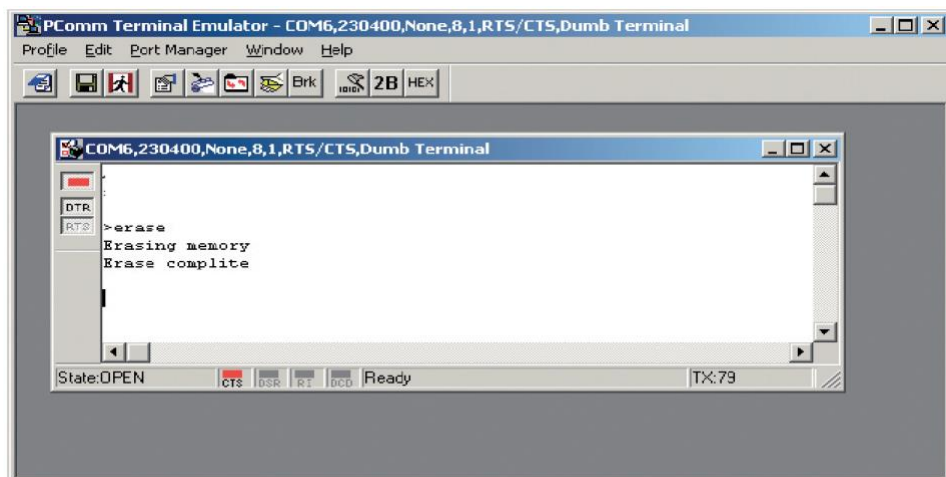 PComm Terminal Emulator - COM6,230400,None,8,1,RTS/CTS,Dumb Terminal
Profile Edit Port Manager Window Help
Brk 2B HEX
COM6,230400,None,8,1,RTS/CTS,Dumb Terminal
DTR
RTS
>erase
Erasing memory
Erase complite
State:OPEN CTS DSR RI DCD Ready TX:79